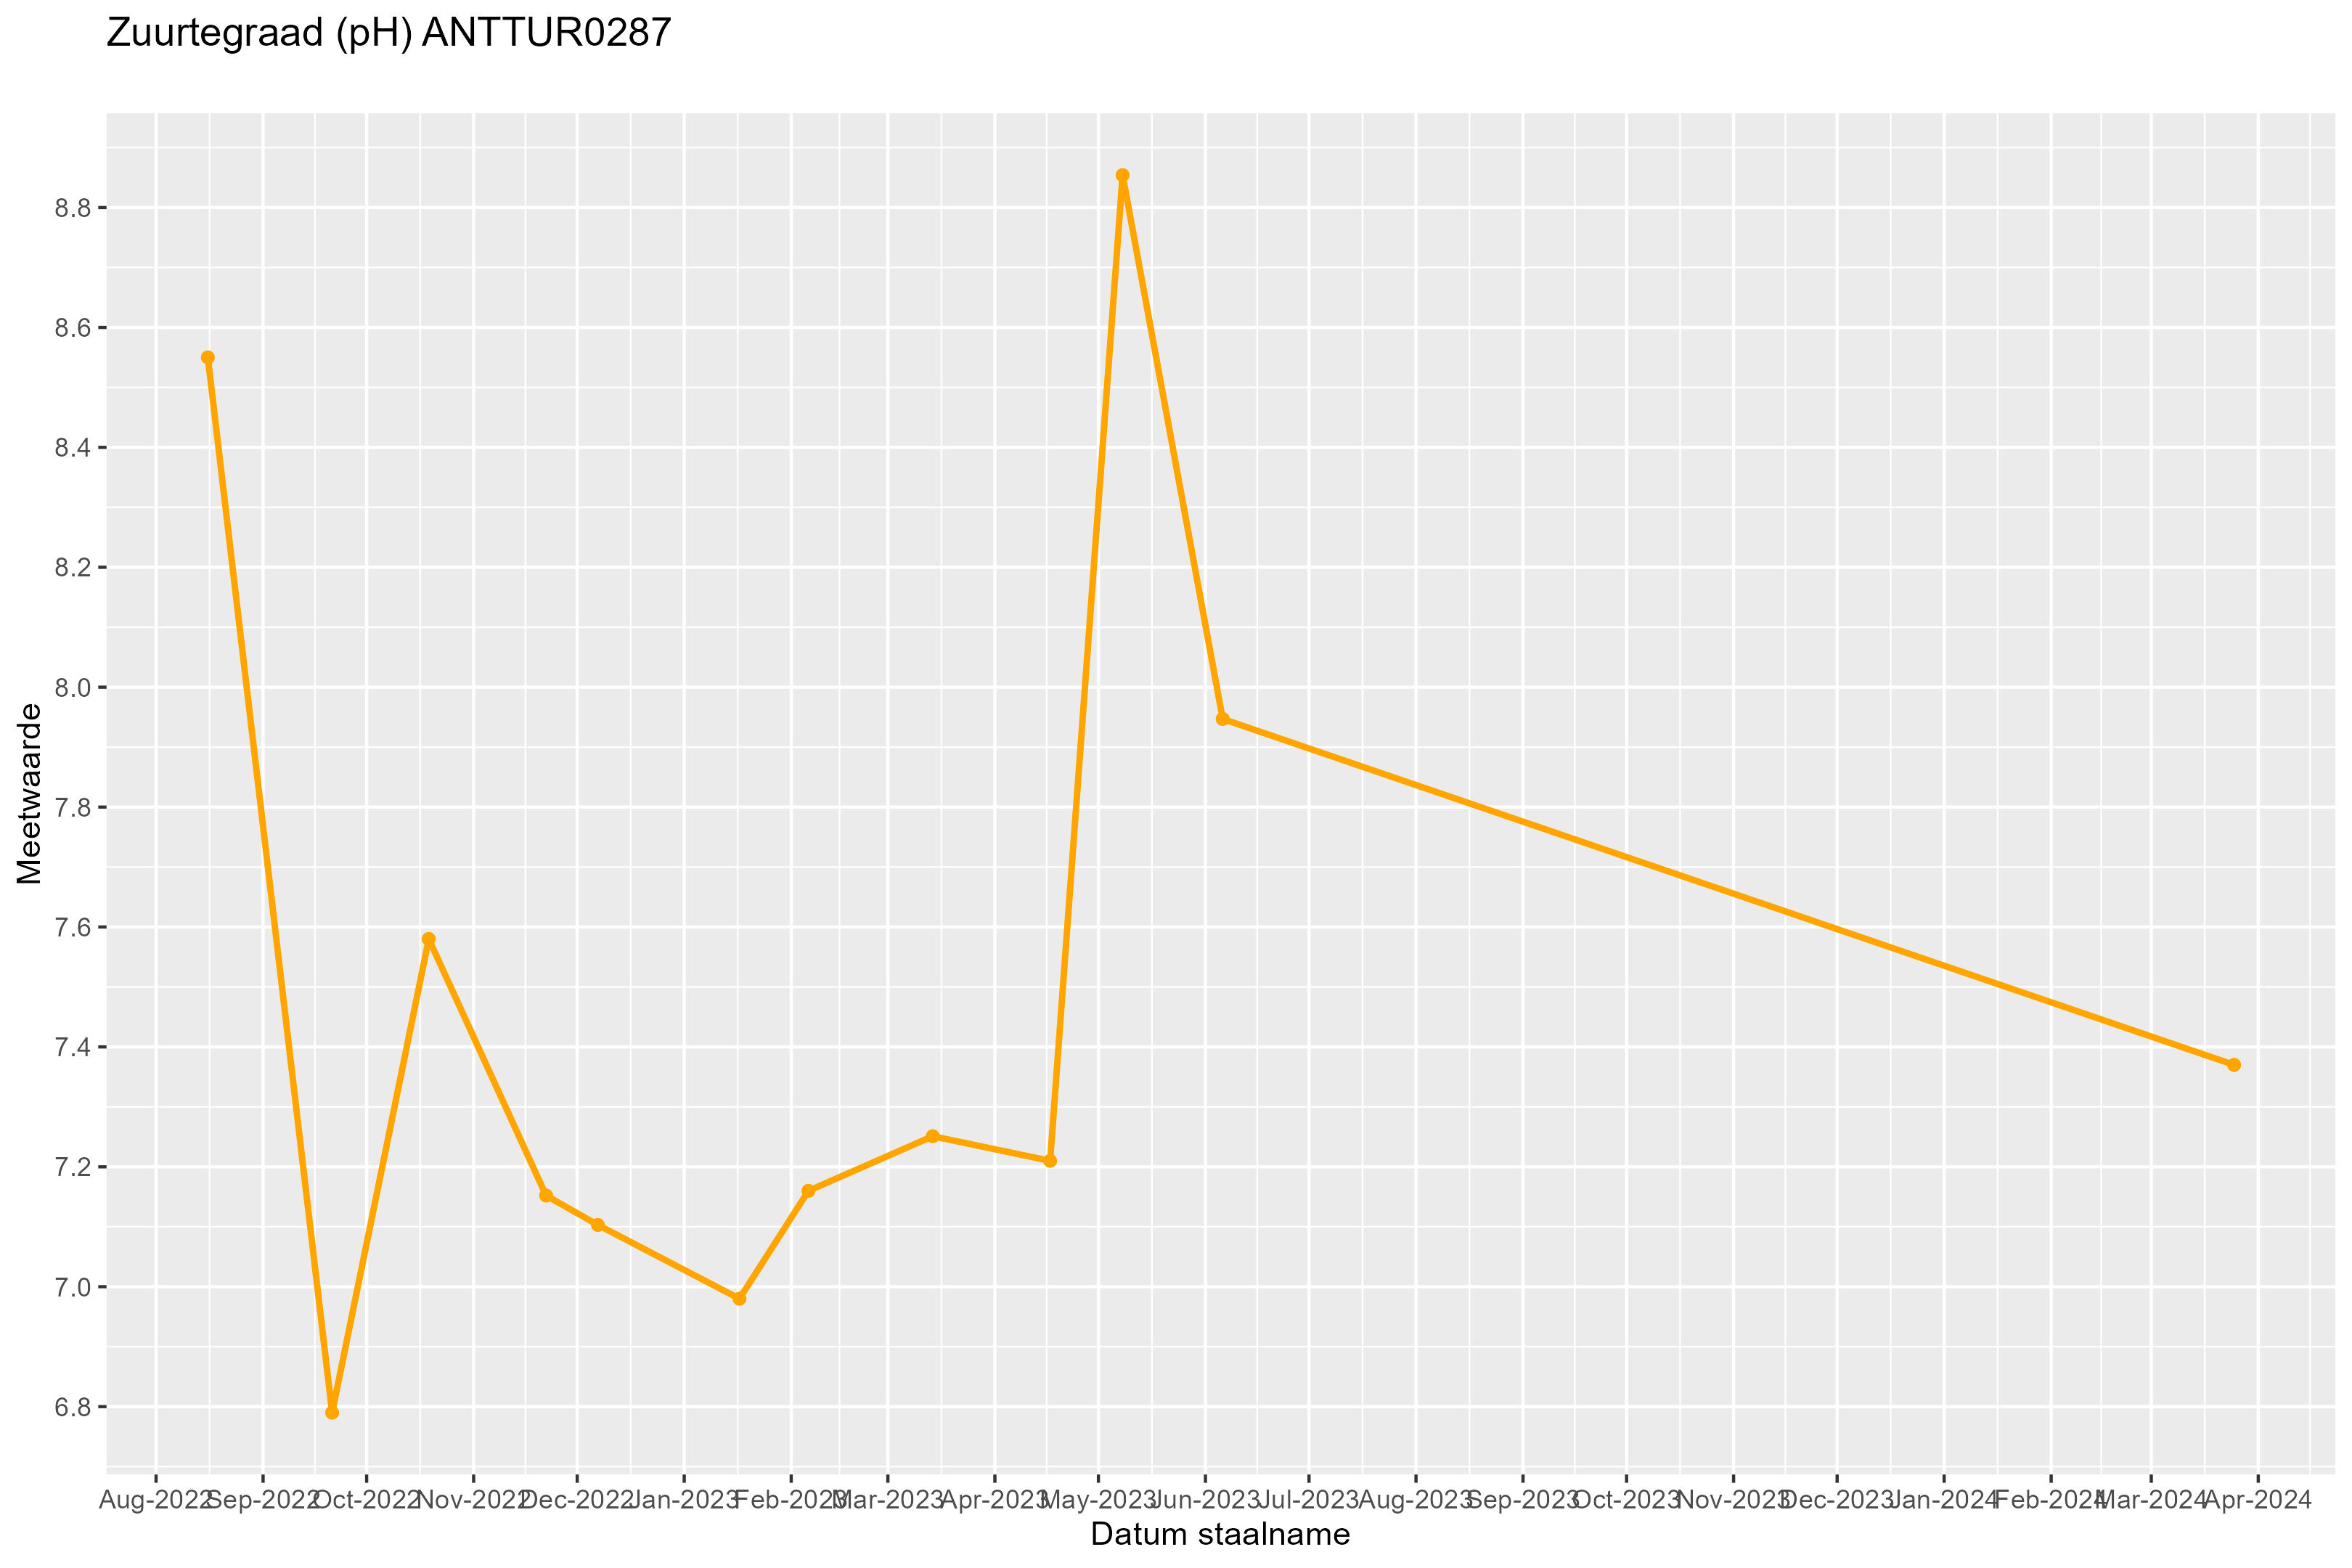 Zuurtegraad (pH) ANTTUR0287
8.8
8.6
8.4
8.2
8.0
7.8
7.6
7.4
7.2
7.0
6.8
Meetwaarde
Aug-2022 Sep-2022 Oct-2022 Nov-2022 Dec-2022 Jan-2023 Feb-2023 Mar-2023 Apr-2023 May-2023 Jun-2023 Jul-2023 Aug-2023 Sep-2023 Oct-2023 Nov-2023 Dec-2023 Jan-2024 Feb-2024 Mar-2024 Apr-2024
Datum staalname